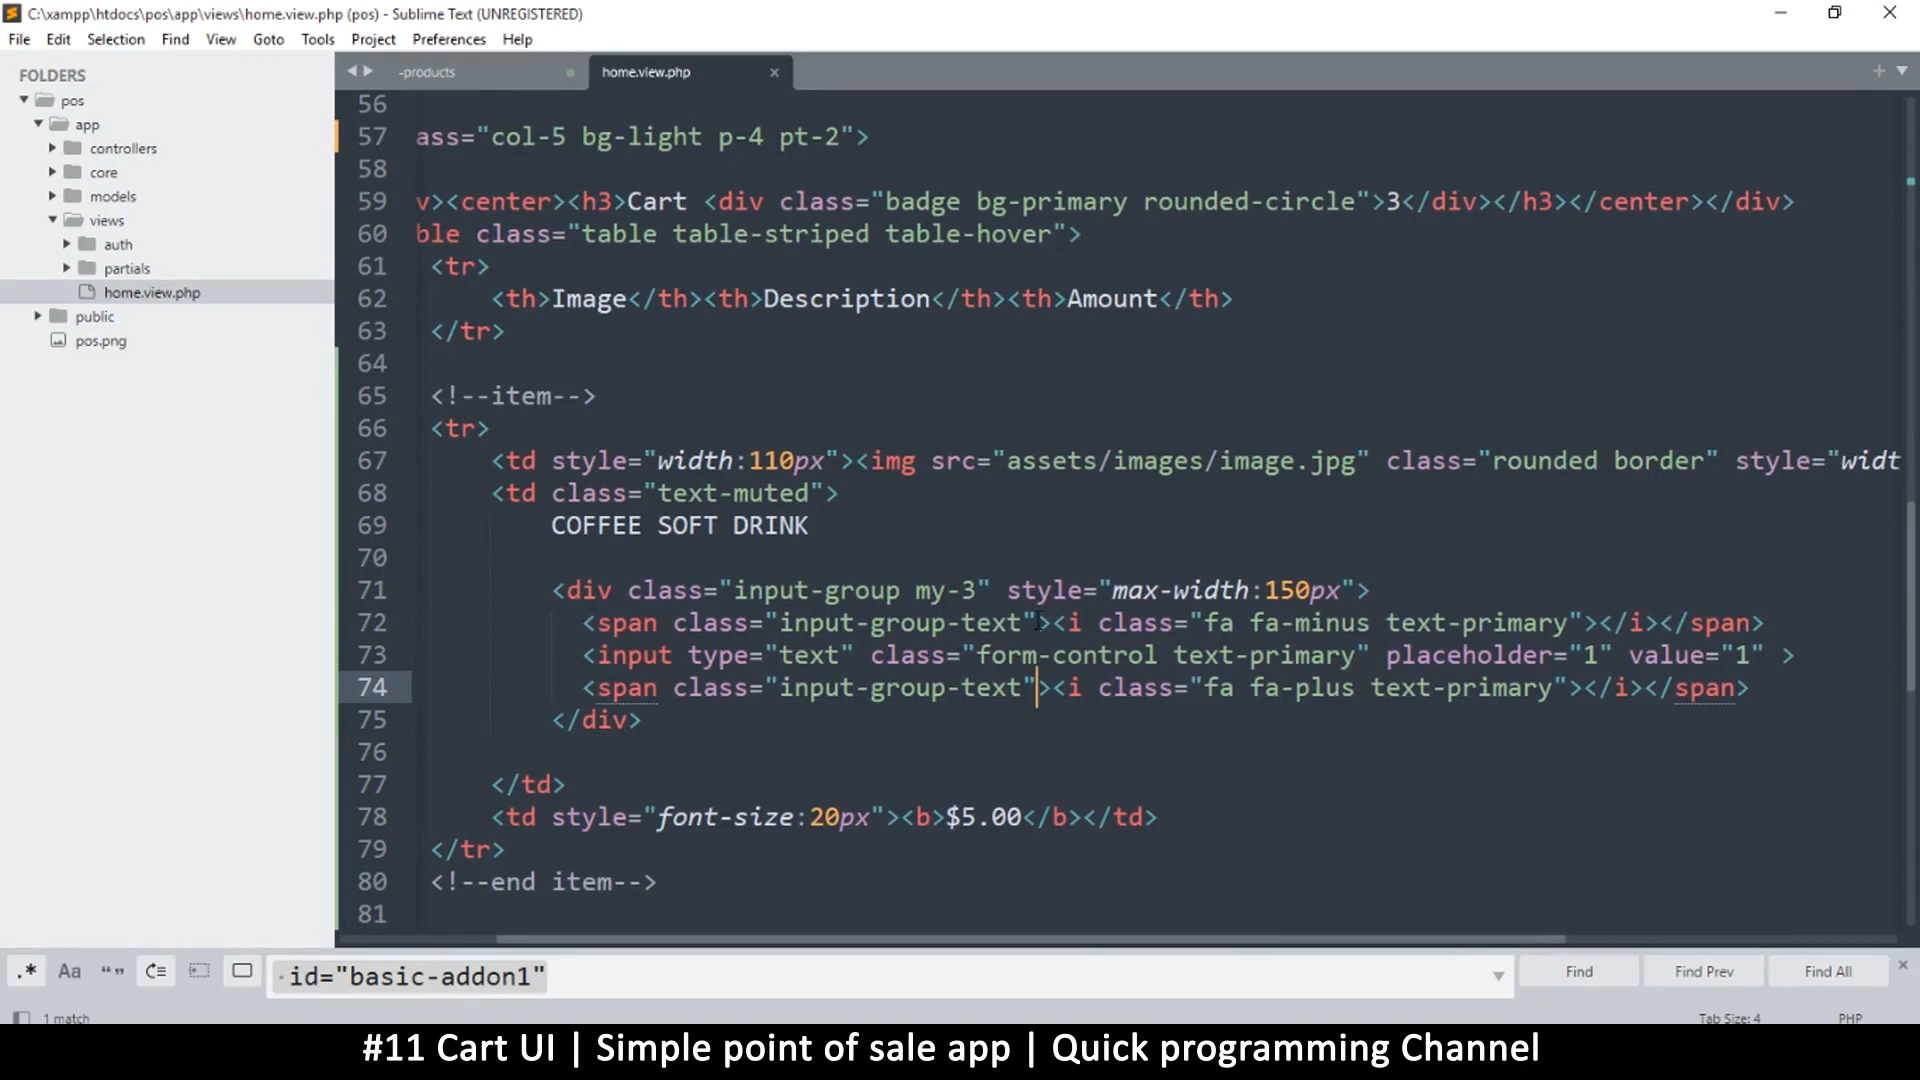 C:\xampp\htdocs\pos\app\views\home.view.php (pos) - Sublime Text (UNREGISTERED)
File Edit Selection Find View Goto Tools Project Preferences Help
FOLDERS
pos
app
controllers
core
models
views
auth
partials
home.view.php
public
pos.png
-products
home.view.php
56
57 ass="col-5 bg-light p-4 pt-2">
58
59 v><center><h3>Cart <div class="badge bg-primary rounded-circle">3</div></h3></center></div>
60 ble class="table table-striped table-hover">
61 <tr>
62 <th>Image</th><th>Description</th><th>Amount</th>
63 </tr>
64
65 <!--item-->
66 <tr>
67 <td style="width:110px"><img src="assets/images/image.jpg" class="rounded border" style="widt
68 <td class="text-muted">
69 COFFEE SOFT DRINK
70
71 <div class="input-group my-3" style="max-width:150px">
72 <span class="input-group-text"><i class="fa fa-minus text-primary"></i></span>
73 <input type="text" class="form-control text-primary" placeholder="1" value="1" >
74 <span class="input-group-text"><i class="fa fa-plus text-primary"></i></span>
75 </div>
76
77 </td>
78 <td style="font-size:20px"><b>$5.00</b></td>
79 </tr>
80 <!--end item-->
81
.* Aa “” id="basic-addon1" Find Find Prev Find All
1 match Tab Size: 4 PHP
#11 Cart UI | Simple point of sale app | Quick programming Channel